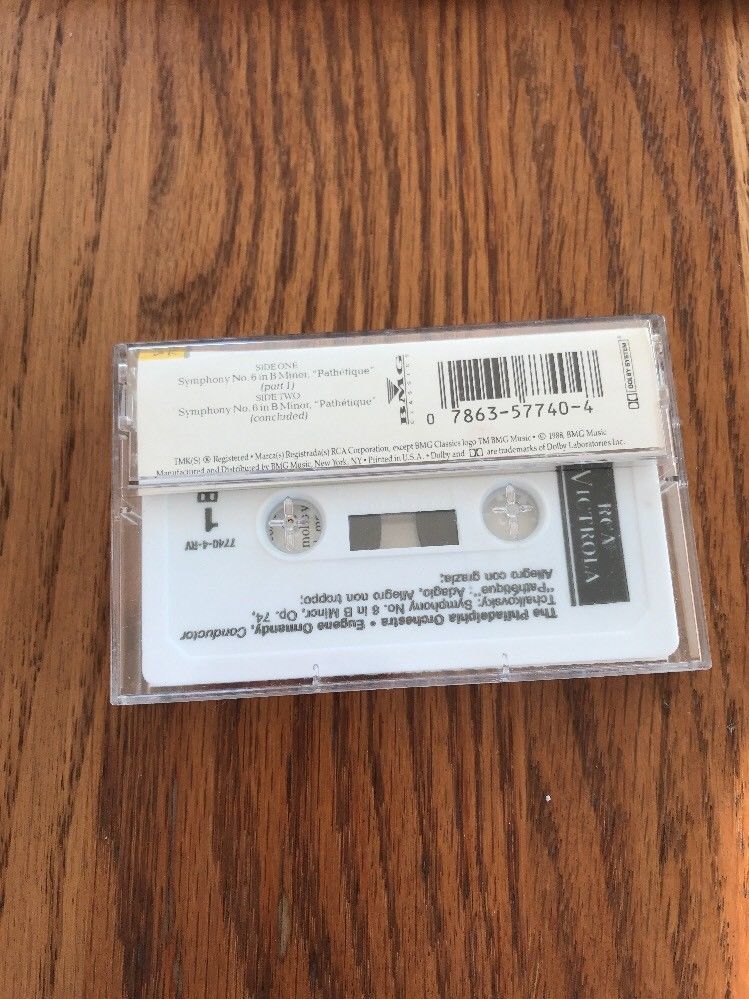 SIDE ONE
Symphony No. 6 in B Minor, "Pathétique"
(part 1)
SIDE TWO
Symphony No. 6 in B Minor, "Pathétique"
(concluded)
BMG
CLASSICS
0 7863-57740-4
DOLBY SYSTEM
TMK(S) ® Registered • Marca(s) Registrada(s) RCA Corporation, except BMG Classics logo TM BMG Music • © 1988, BMG Music
Manufactured and Distributed by BMG Music, New York, NY • Printed in U.S.A. • Dolby and are trademarks of Dolby Laboratories Inc.
RCA
VICTROLA
The Philadelphia Orchestra • Eugene Ormandy, Conductor
Tchaikovsky: Symphony No. 6 in B Minor, Op. 74,
"Pathétique": Adagio, Allegro non troppo;
Allegro con grazia;
7740-4-RV
1